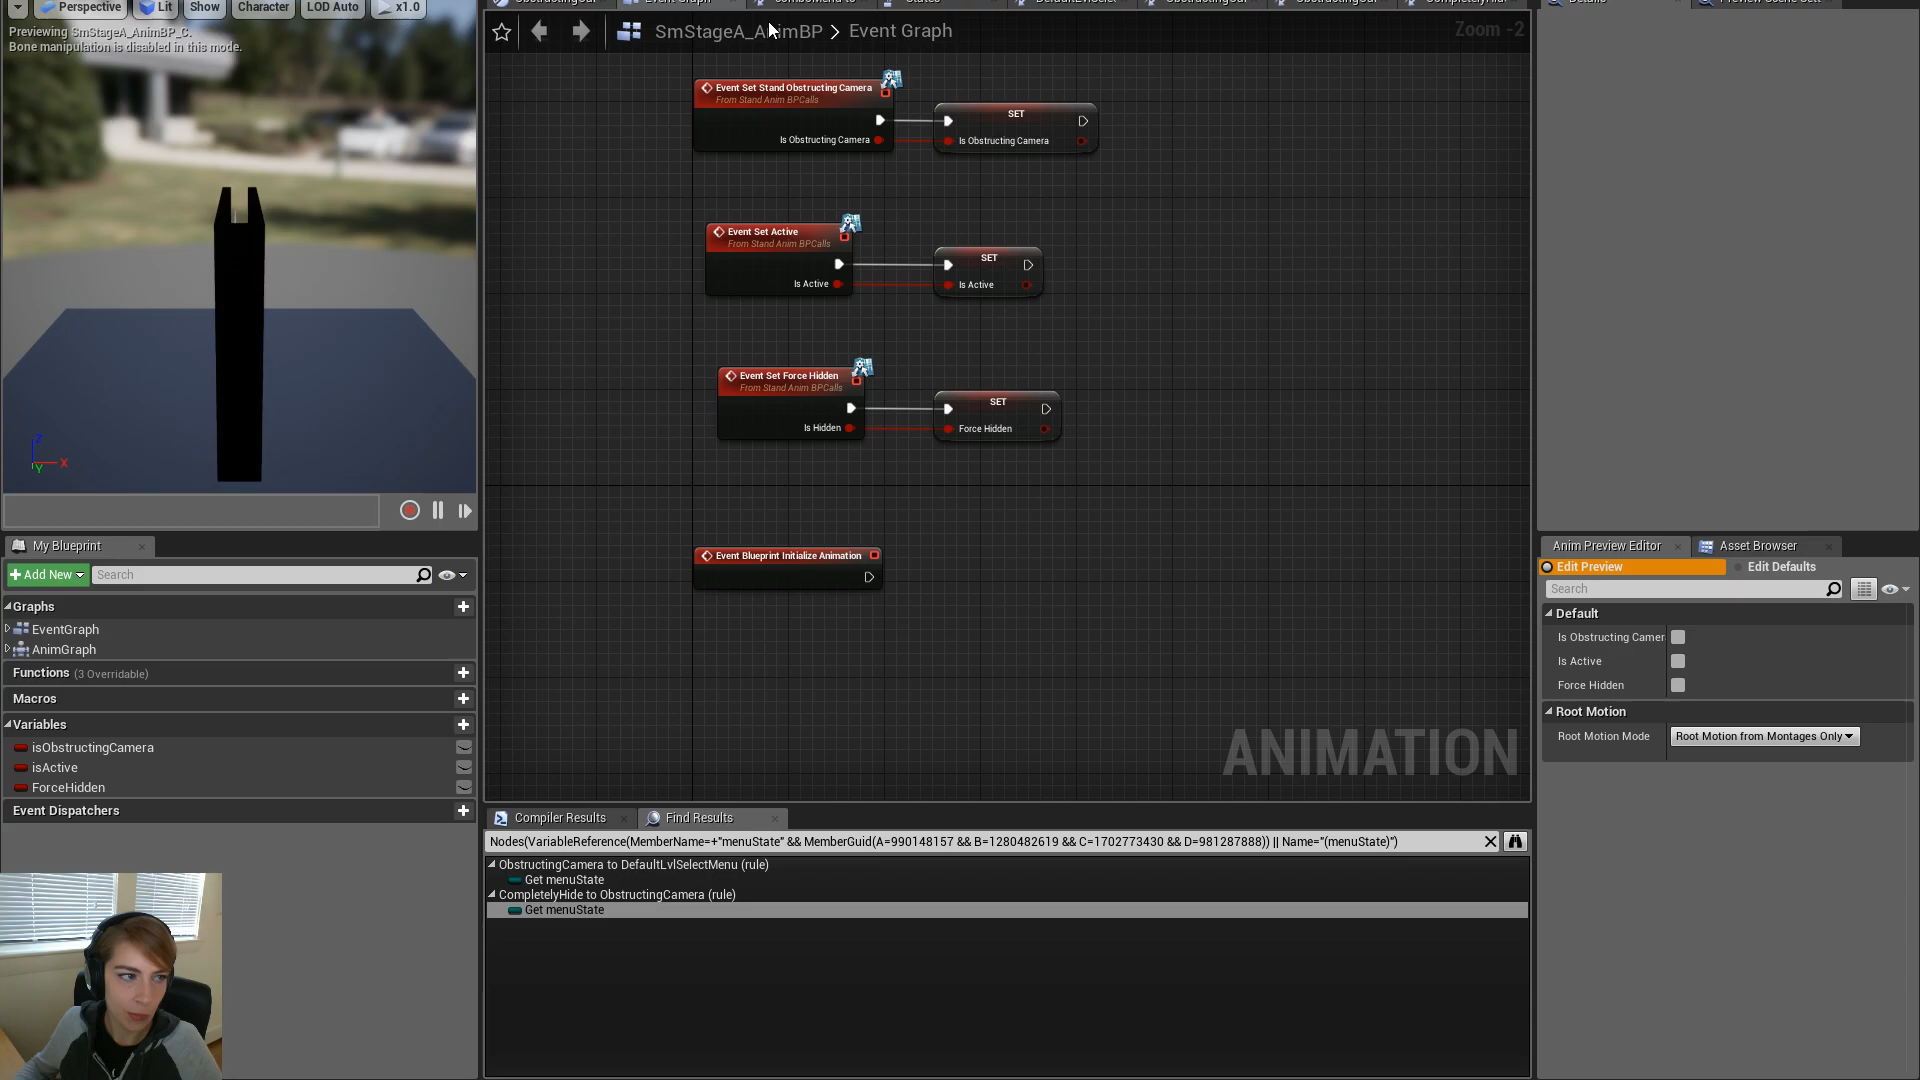 Perspective
Lit
Show
Character
LOD Auto
x1.0
Previewing SmStageA_AnimBP_C.
Bone manipulation is disabled in this mode.
Event Graph
SmStageA_AnimBP > Event Graph
Zoom -2
Event Set Stand Obstructing Camera
From Stand Anim BPCalls
Is Obstructing Camera
SET
Is Obstructing Camera
Event Set Active
From Stand Anim BPCalls
Is Active
SET
Is Active
Event Set Force Hidden
From Stand Anim BPCalls
Is Hidden
SET
Force Hidden
Event Blueprint Initialize Animation
ANIMATION
Z
X
Y
My Blueprint
Add New
Search
Graphs
EventGraph
AnimGraph
Functions (3 Overridable)
Macros
Variables
isObstructingCamera
isActive
ForceHidden
Event Dispatchers
Compiler Results
Find Results
Nodes(VariableReference(MemberName=+"menuState" && MemberGuid(A=990148157 && B=1280482619 && C=1702773430 && D=981287888)) || Name="(menuState)")
ObstructingCamera to DefaultLvlSelectMenu (rule)
Get menuState
CompletelyHide to ObstructingCamera (rule)
Get menuState
Anim Preview Editor
Asset Browser
Edit Preview
Edit Defaults
Search
Default
Is Obstructing Camer
Is Active
Force Hidden
Root Motion
Root Motion Mode
Root Motion from Montages Only